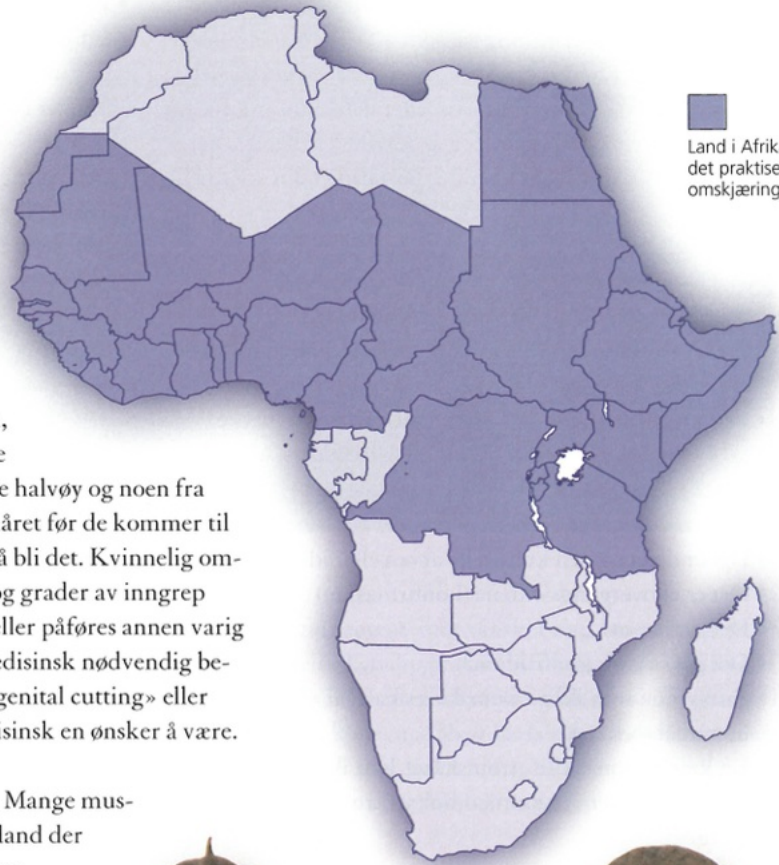 Land i Afrik
det praktise
omskjæring
,
e
e halvøy og noen fra
året før de kommer til
å bli det. Kvinnelig om-
og grader av inngrep
eller påføres annen varig
edisinsk nødvendig be-
genital cutting» eller
isinsk en ønsker å være.
Mange mus-
land der